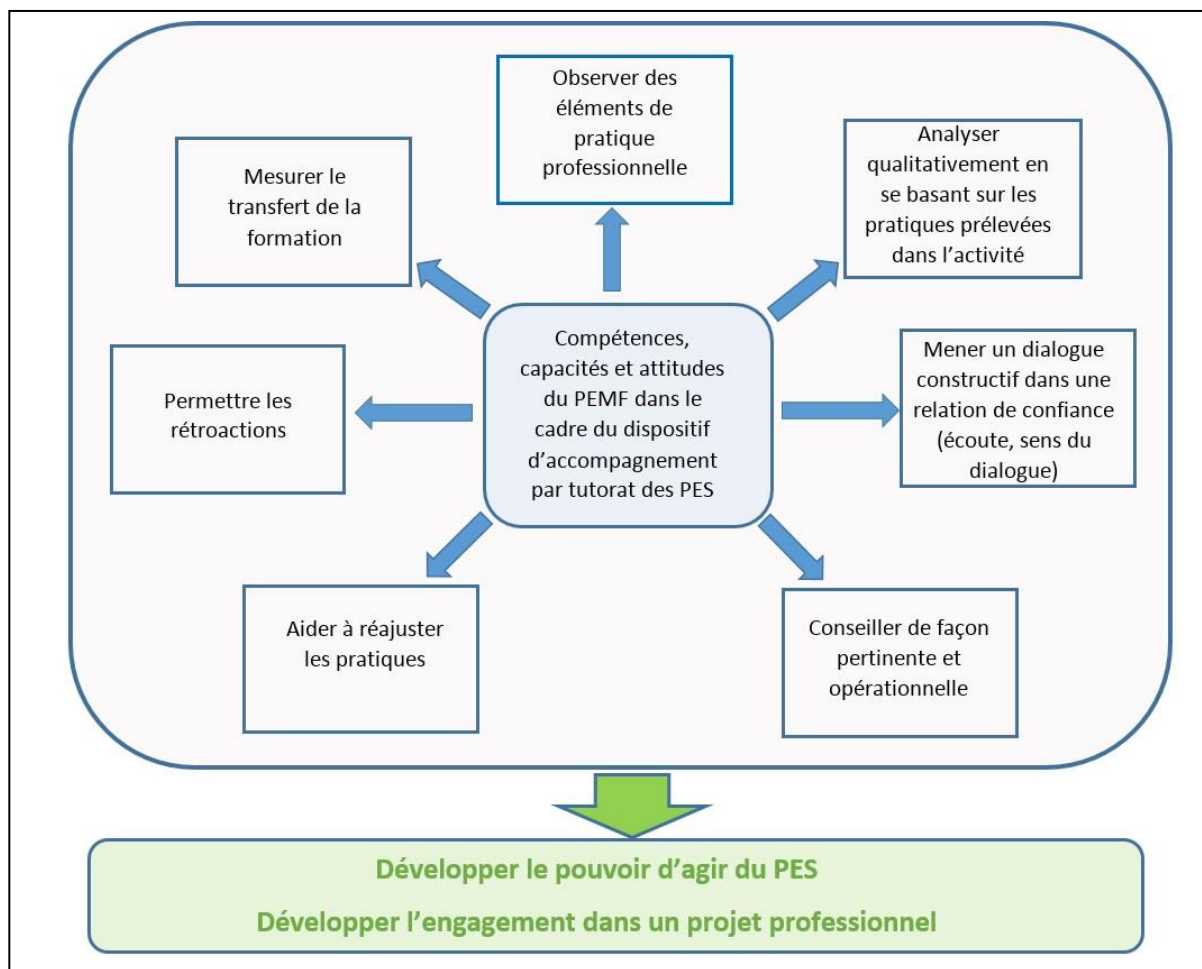 Observer des
éléments de
pratique
professionnelle
Analyser
qualitativement en
se basant sur les
pratiques prélevées
dans l’activité
Mener un dialogue
constructif dans une
relation de confiance
(écoute, sens du
dialogue)
Conseiller de façon
pertinente et
opérationnelle
Aider à réajuster
les pratiques
Permettre les
rétroactions
Mesurer le
transfert de la
formation
Compétences,
capacités et attitudes
du PEMF dans le
cadre du dispositif
d’accompagnement
par tutorat des PES
Développer le pouvoir d’agir du PES
Développer l’engagement dans un projet professionnel